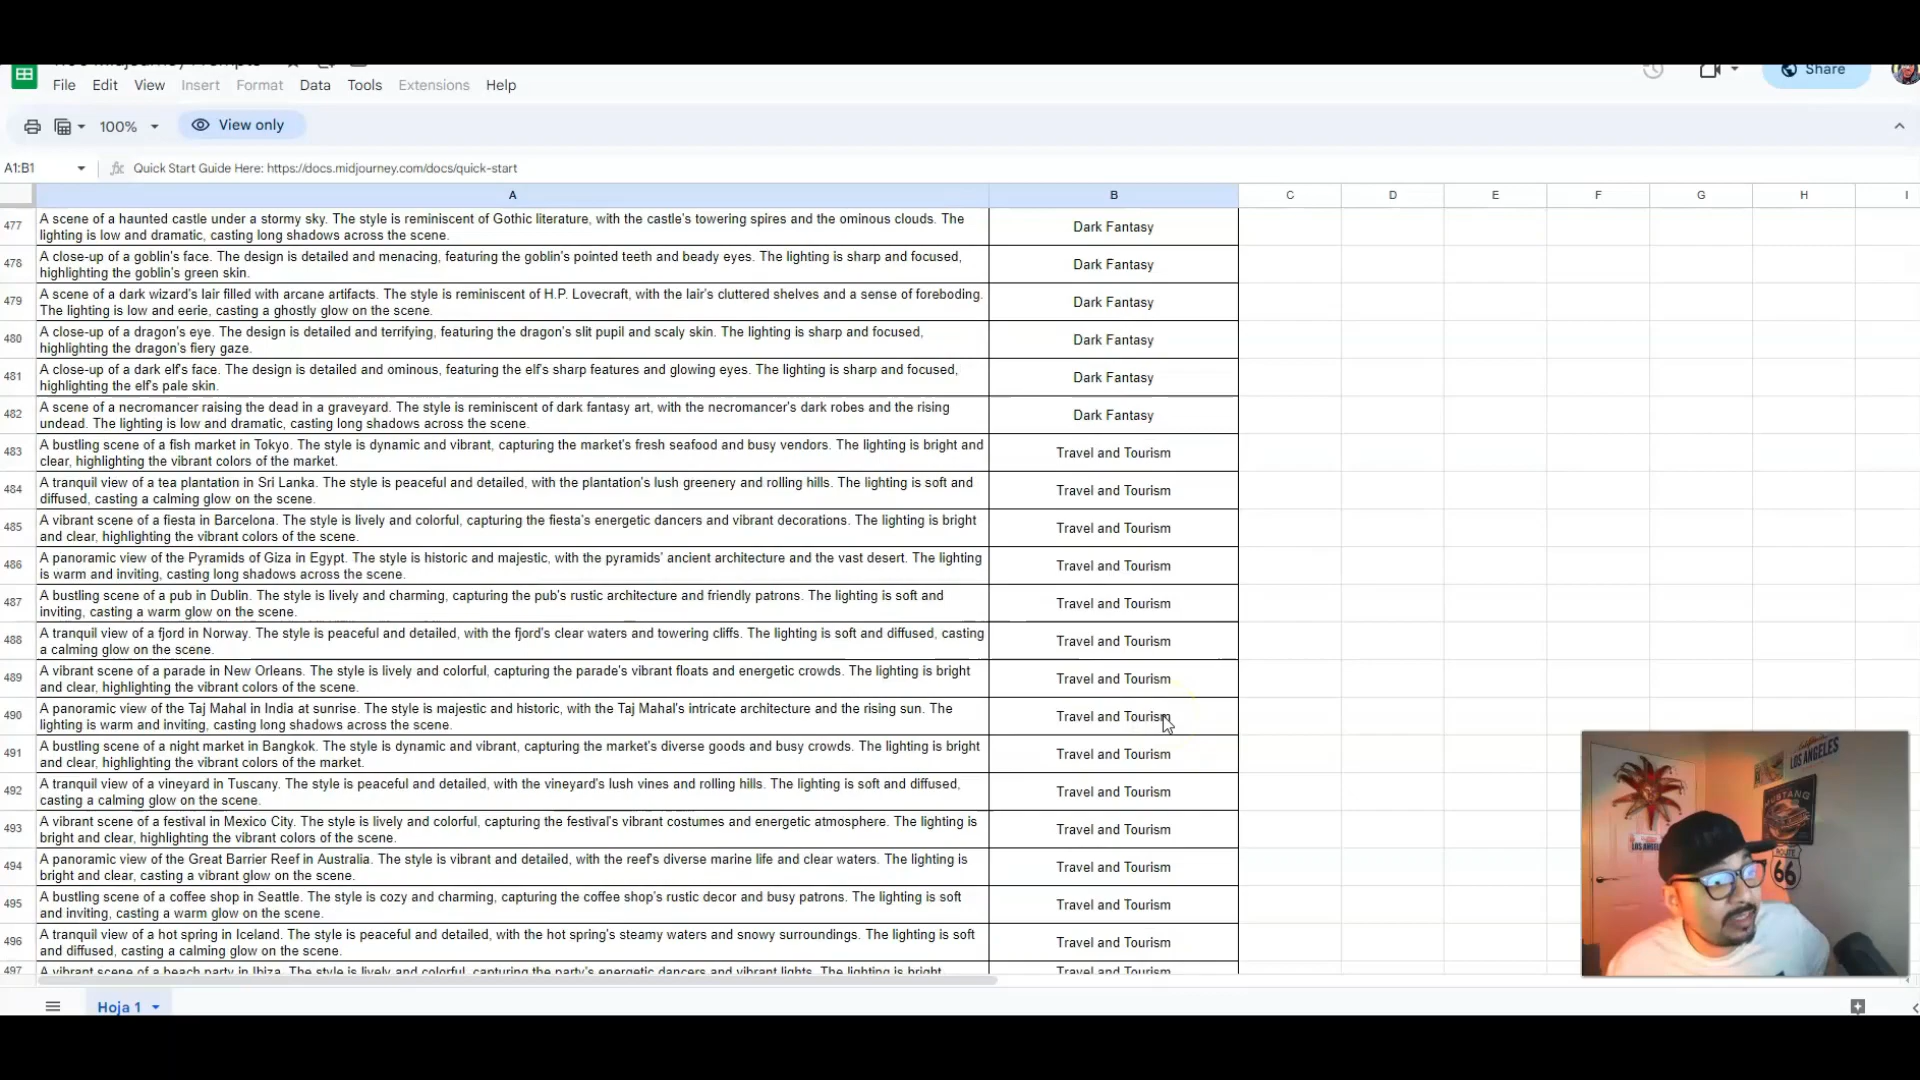 File Edit View Insert Format Data Tools Extensions Help
Share
100% View only
A1:B1 fx Quick Start Guide Here: https://docs.midjourney.com/docs/quick-start
A B C D E F G H I
477 A scene of a haunted castle under a stormy sky. The style is reminiscent of Gothic literature, with the castle's towering spires and the ominous clouds. The
lighting is low and dramatic, casting long shadows across the scene.
Dark Fantasy
478 A close-up of a goblin's face. The design is detailed and menacing, featuring the goblin's pointed teeth and beady eyes. The lighting is sharp and focused,
highlighting the goblin's green skin.
Dark Fantasy
479 A scene of a dark wizard's lair filled with arcane artifacts. The style is reminiscent of H.P. Lovecraft, with the lair's cluttered shelves and a sense of foreboding.
The lighting is low and eerie, casting a ghostly glow on the scene.
Dark Fantasy
480 A close-up of a dragon's eye. The design is detailed and terrifying, featuring the dragon's slit pupil and scaly skin. The lighting is sharp and focused,
highlighting the dragon's fiery gaze.
Dark Fantasy
481 A close-up of a dark elf's face. The design is detailed and ominous, featuring the elf's sharp features and glowing eyes. The lighting is sharp and focused,
highlighting the elf's pale skin.
Dark Fantasy
482 A scene of a necromancer raising the dead in a graveyard. The style is reminiscent of dark fantasy art, with the necromancer's dark robes and the rising
undead. The lighting is low and dramatic, casting long shadows across the scene.
Dark Fantasy
483 A bustling scene of a fish market in Tokyo. The style is dynamic and vibrant, capturing the market's fresh seafood and busy vendors. The lighting is bright and
clear, highlighting the vibrant colors of the market.
Travel and Tourism
484 A tranquil view of a tea plantation in Sri Lanka. The style is peaceful and detailed, with the plantation's lush greenery and rolling hills. The lighting is soft and
diffused, casting a calming glow on the scene.
Travel and Tourism
485 A vibrant scene of a fiesta in Barcelona. The style is lively and colorful, capturing the fiesta's energetic dancers and vibrant decorations. The lighting is bright
and clear, highlighting the vibrant colors of the scene.
Travel and Tourism
486 A panoramic view of the Pyramids of Giza in Egypt. The style is historic and majestic, with the pyramids' ancient architecture and the vast desert. The lighting
is warm and inviting, casting long shadows across the scene.
Travel and Tourism
487 A bustling scene of a pub in Dublin. The style is lively and charming, capturing the pub's rustic architecture and friendly patrons. The lighting is soft and
inviting, casting a warm glow on the scene.
Travel and Tourism
488 A tranquil view of a fjord in Norway. The style is peaceful and detailed, with the fjord's clear waters and towering cliffs. The lighting is soft and diffused, casting
a calming glow on the scene.
Travel and Tourism
489 A vibrant scene of a parade in New Orleans. The style is lively and colorful, capturing the parade's vibrant floats and energetic crowds. The lighting is bright
and clear, highlighting the vibrant colors of the scene.
Travel and Tourism
490 A panoramic view of the Taj Mahal in India at sunrise. The style is majestic and historic, with the Taj Mahal's intricate architecture and the rising sun. The
lighting is warm and inviting, casting long shadows across the scene.
Travel and Tourism
491 A bustling scene of a night market in Bangkok. The style is dynamic and vibrant, capturing the market's diverse goods and busy crowds. The lighting is bright
and clear, highlighting the vibrant colors of the market.
Travel and Tourism
492 A tranquil view of a vineyard in Tuscany. The style is peaceful and detailed, with the vineyard's lush vines and rolling hills. The lighting is soft and diffused,
casting a calming glow on the scene.
Travel and Tourism
493 A vibrant scene of a festival in Mexico City. The style is lively and colorful, capturing the festival's vibrant costumes and energetic atmosphere. The lighting is
bright and clear, highlighting the vibrant colors of the scene.
Travel and Tourism
494 A panoramic view of the Great Barrier Reef in Australia. The style is vibrant and detailed, with the reef's diverse marine life and clear waters. The lighting is
bright and clear, casting a vibrant glow on the scene.
Travel and Tourism
495 A bustling scene of a coffee shop in Seattle. The style is cozy and charming, capturing the coffee shop's rustic decor and busy patrons. The lighting is soft
and inviting, casting a warm glow on the scene.
Travel and Tourism
496 A tranquil view of a hot spring in Iceland. The style is peaceful and detailed, with the hot spring's steamy waters and snowy surroundings. The lighting is soft
and diffused, casting a calming glow on the scene.
Travel and Tourism
497 A vibrant scene of a beach party in Ibiza. The style is lively and colorful, capturing the party's energetic dancers and vibrant lights. The lighting is bright
Travel and Tourism
LOS ANGELES
MUSTANG
ROUTE
66
Hoja 1